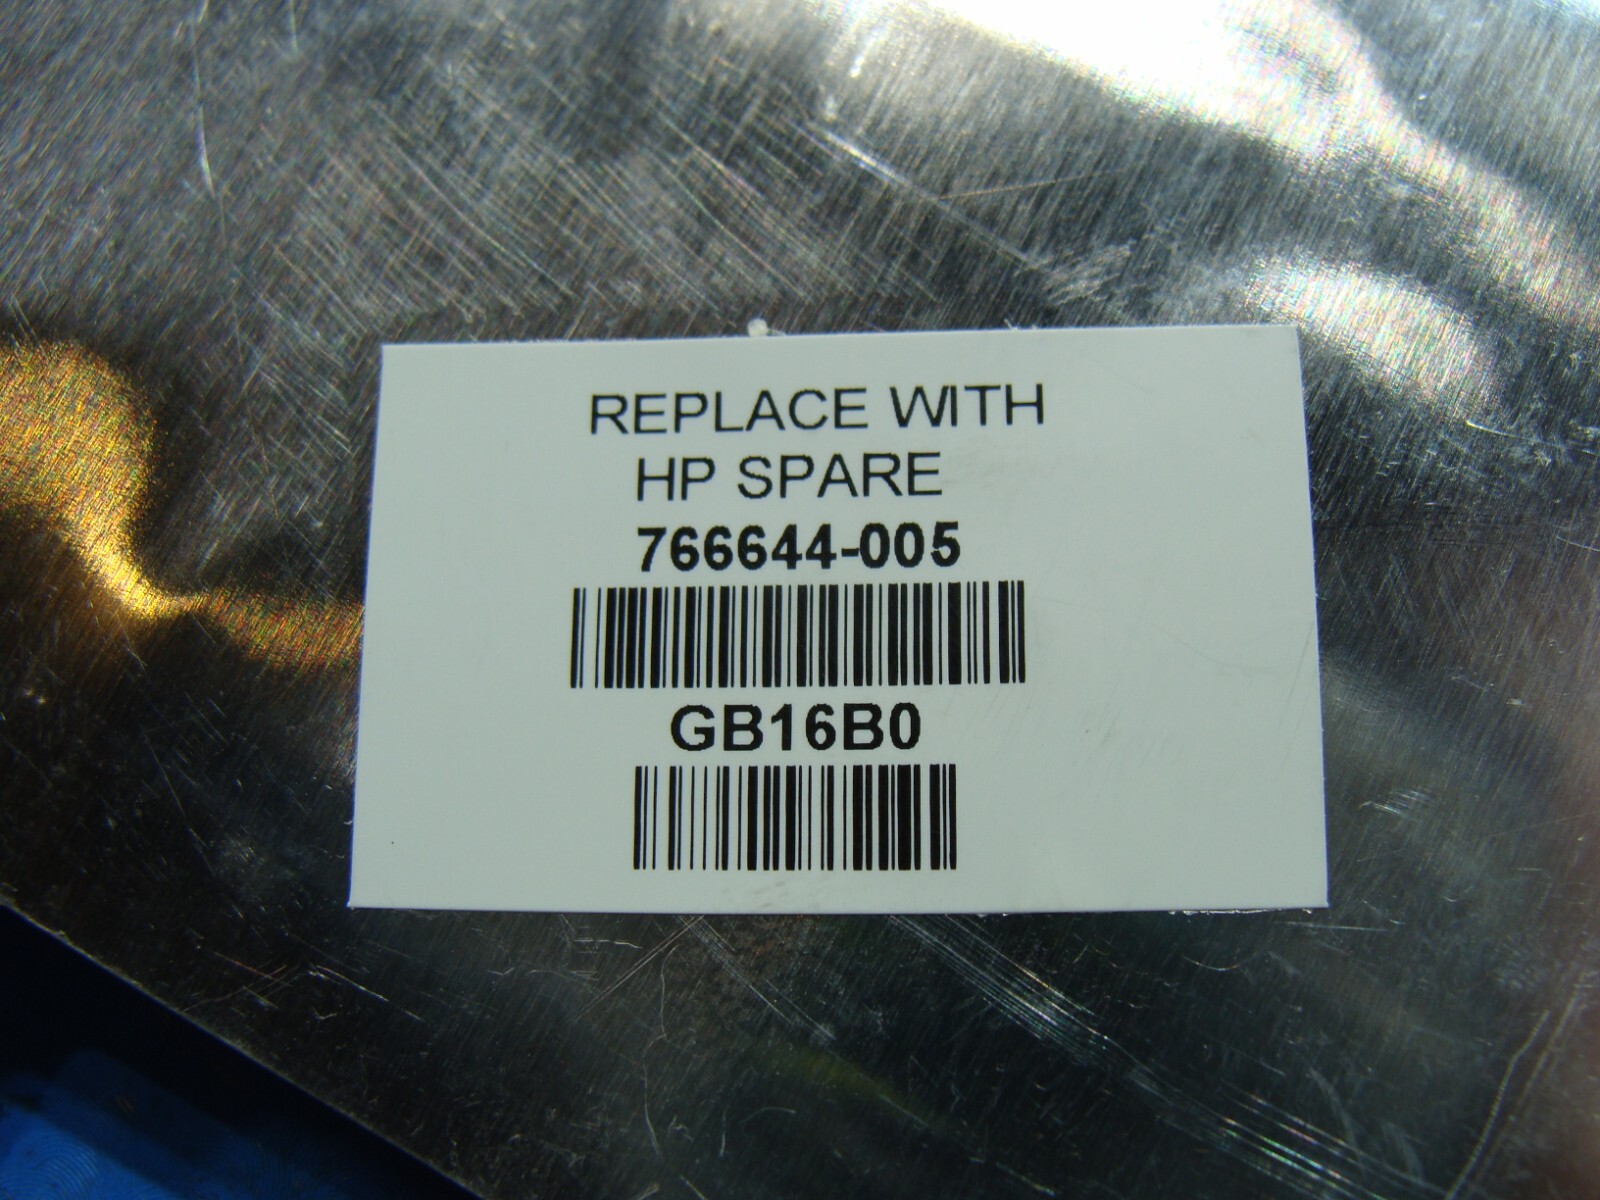 REPLACE WITH
HP SPARE
766644-005
GB16B0